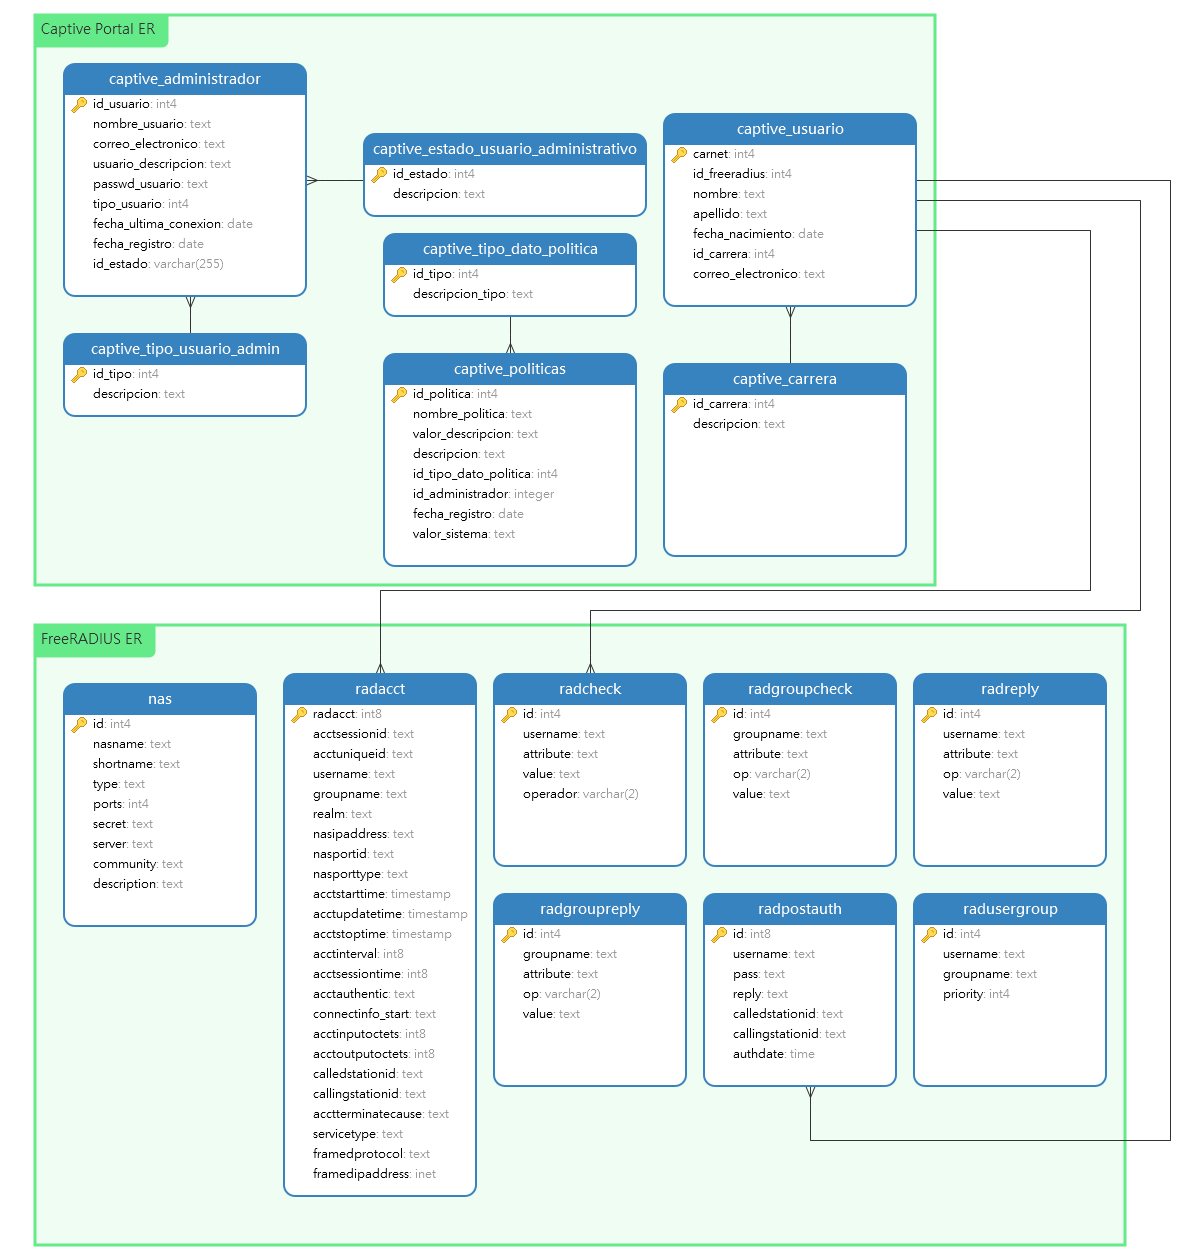 Captive Portal ER
captive_administrador
id_usuario: int4
nombre_usuario: text
correo_electronico: text
usuario_descripcion: text
passwd_usuario: text
tipo_usuario: int4
fecha_ultima_conexion: date
fecha_registro: date
id_estado: varchar(255)
captive_estado_usuario_administrativo
id_estado: int4
descripcion: text
captive_usuario
carnet: int4
id_freeradius: int4
nombre: text
apellido: text
fecha_nacimiento: date
id_carrera: int4
correo_electronico: text
captive_tipo_dato_politica
id_tipo: int4
descripcion_tipo: text
captive_tipo_usuario_admin
id_tipo: int4
descripcion: text
captive_politicas
id_politica: int4
nombre_politica: text
valor_descripcion: text
descripcion: text
id_tipo_dato_politica: int4
id_administrador: integer
fecha_registro: date
valor_sistema: text
captive_carrera
id_carrera: int4
descripcion: text
FreeRADIUS ER
nas
id: int4
nasname: text
shortname: text
type: text
ports: int4
secret: text
server: text
community: text
description: text
radacct
radacct: int8
acctsessionid: text
acctuniqueid: text
username: text
groupname: text
realm: text
nasipaddress: text
nasportid: text
nasporttype: text
acctstarttime: timestamp
acctupdatetime: timestamp
acctstoptime: timestamp
acctinterval: int8
acctsessiontime: int8
acctauthentic: text
connectinfo_start: text
acctinputoctets: int8
acctoutputoctets: int8
calledstationid: text
callingstationid: text
acctterminatecause: text
servicetype: text
framedprotocol: text
framedipaddress: inet
radcheck
id: int4
username: text
attribute: text
value: text
operador: varchar(2)
radgroupcheck
id: int4
groupname: text
attribute: text
op: varchar(2)
value: text
radreply
id: int4
username: text
attribute: text
op: varchar(2)
value: text
radgroupreply
id: int4
groupname: text
attribute: text
op: varchar(2)
value: text
radpostauth
id: int8
username: text
pass: text
reply: text
calledstationid: text
callingstationid: text
authdate: time
radusergroup
id: int4
username: text
groupname: text
priority: int4